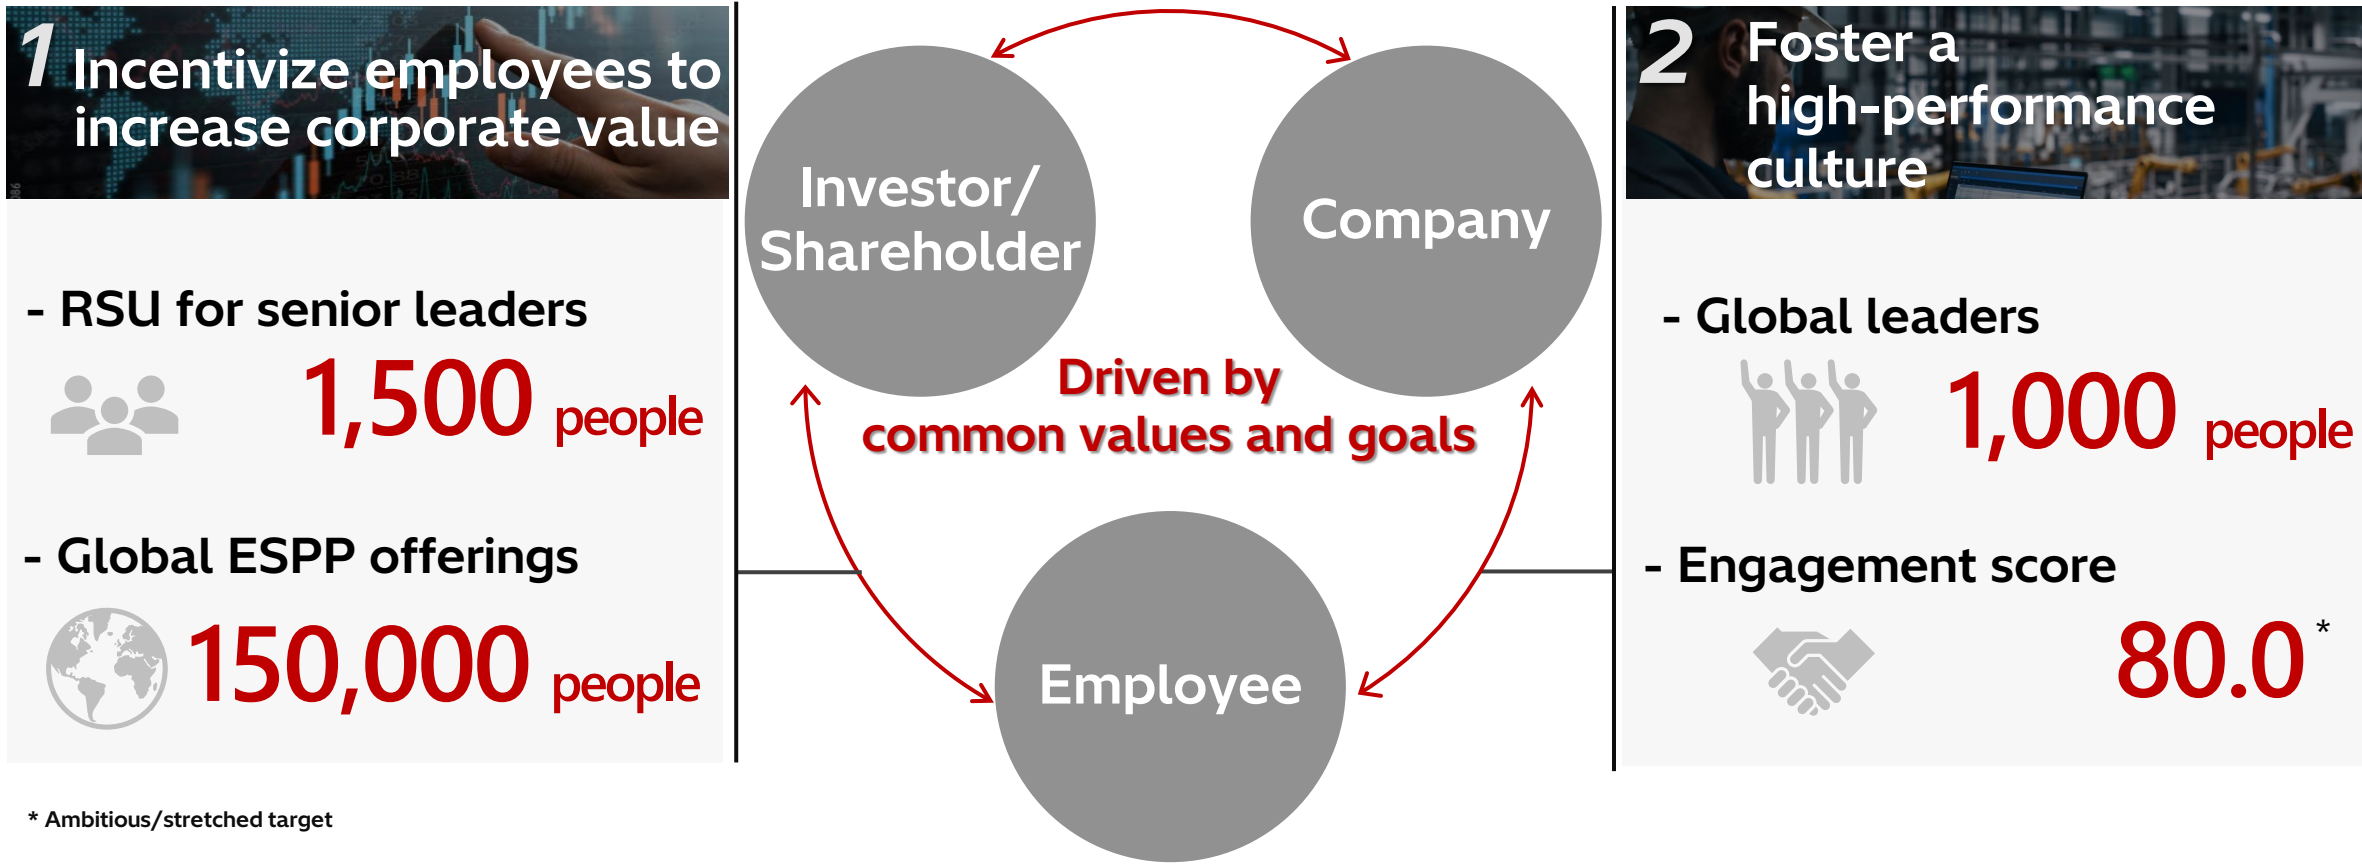 1
Incentivize employees to
increase corporate value
- RSU for senior leaders
1,500 people
- Global ESPP offerings
150,000 people
* Ambitious/stretched target
Investor/
Shareholder
Company
Driven by
common values and goals
Employee
2
Foster a
high-performance
culture
- Global leaders
1,000 people
- Engagement score
80.0*